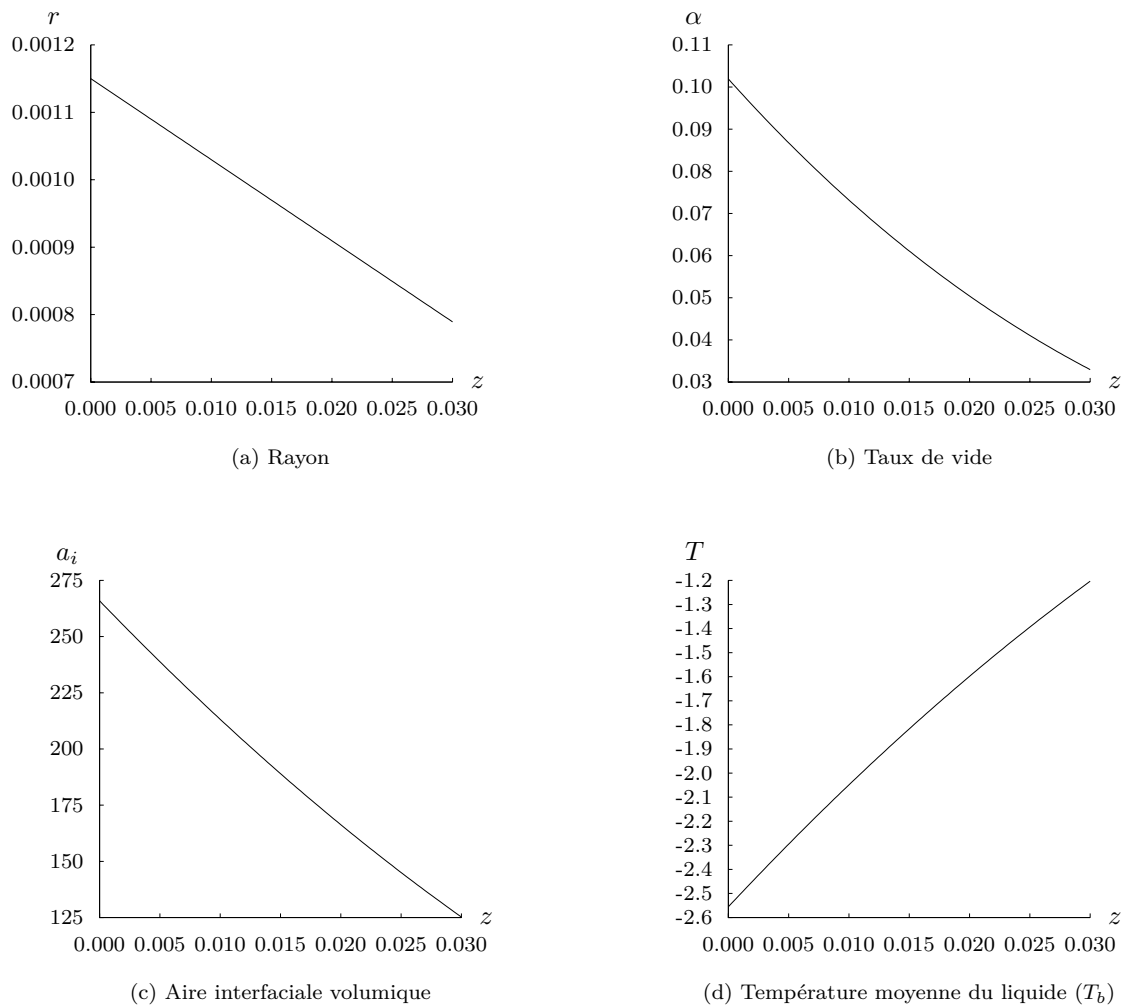 r
0.0012
0.0011
0.0010
0.0009
0.0008
0.0007
0.000 0.005 0.010 0.015 0.020 0.025 0.030
z
(a) Rayon
α
0.11
0.10
0.09
0.08
0.07
0.06
0.05
0.04
0.03
0.000 0.005 0.010 0.015 0.020 0.025 0.030
z
(b) Taux de vide
a_i
275
250
225
200
175
150
125
0.000 0.005 0.010 0.015 0.020 0.025 0.030
z
(c) Aire interfaciale volumique
T
-1.2
-1.3
-1.4
-1.5
-1.6
-1.7
-1.8
-1.9
-2.0
-2.1
-2.2
-2.3
-2.4
-2.5
-2.6
0.000 0.005 0.010 0.015 0.020 0.025 0.030
z
(d) Température moyenne du liquide (T_b)